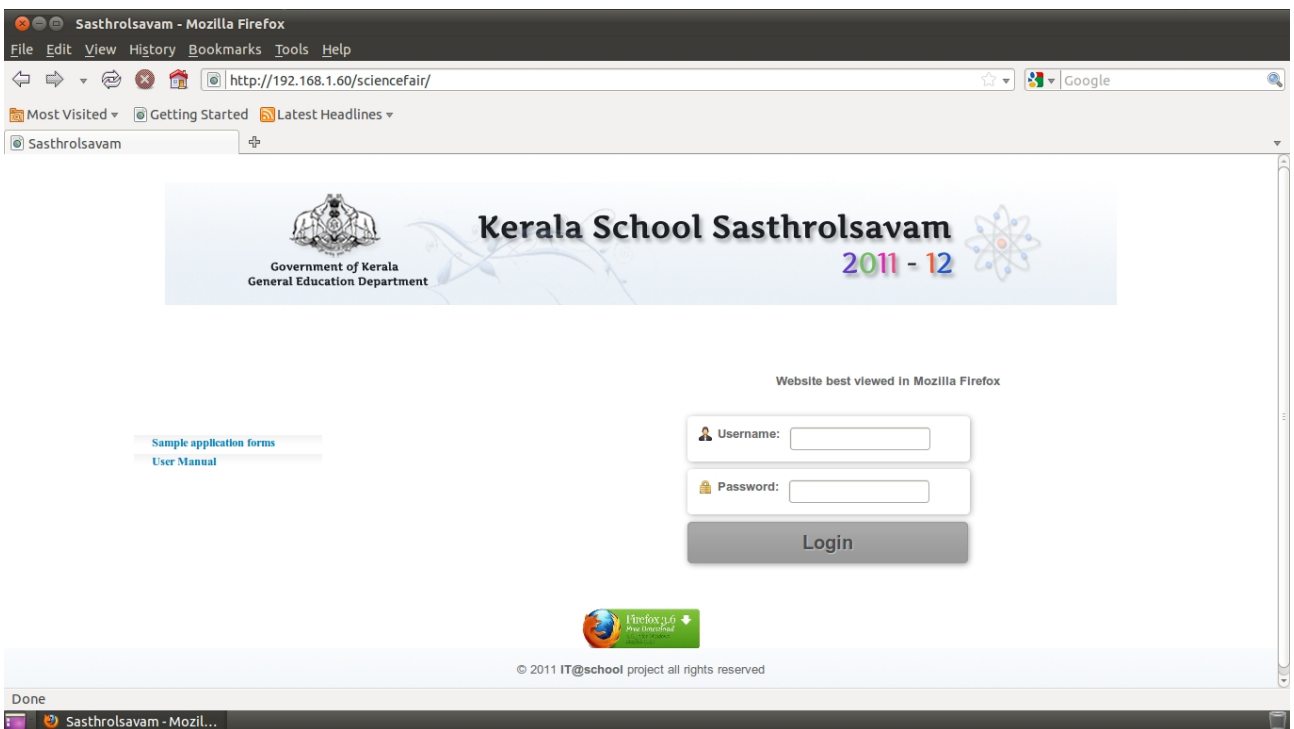 Sasthrolsavam - Mozilla Firefox
File Edit View History Bookmarks Tools Help
http://192.168.1.60/sciencefair/ Google
Most Visited Getting Started Latest Headlines
Sasthrolsavam
Government of Kerala
General Education Department
Kerala School Sasthrolsavam
2011 - 12
Website best viewed in Mozilla Firefox
Sample application forms
User Manual
Username:
Password:
Login
Firefox 3.6
Free Download
© 2011 IT@school project all rights reserved
Done
Sasthrolsavam - Mozil...